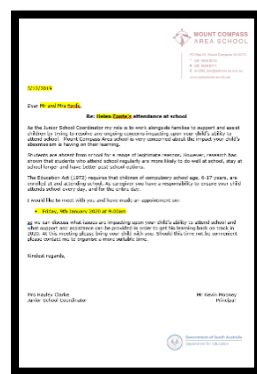 MOUNT COMPASS
AREA SCHOOL
5/12/2019
Dear Mr and Mrs
Re: Helen attendance at school
As the Junior School Coordinator my role is to work alongside families to support and assist
children by trying to resolve any ongoing concerns impacting upon your child's ability to
attend school. Mount Compass Area School is very concerned about the impact your child's
absenteeism is having on their learning.
Students are absent from school for a range of legitimate reasons. However, research has
shown that students who attend school regularly are more likely to do well at school, stay at
school longer and have better post school options.
The Education Act (1972) requires that children of compulsory school age, 6-17 years, are
enrolled at and attending school. As caregiver you have a responsibility to ensure your child
attends school every day, and for the entire day.
I would like to meet with you and have made an appointment on:
• Friday, 9th January 2020 at 9.00am
so we can discuss what issues are impacting upon your child's ability to attend school and
what support and assistance can be provided in order to get his learning back on track in
2020. At this meeting please bring your child with you. Should this time not be convenient
please contact me to organise a more suitable time.
Kindest regards,
Mrs Hayley Clarke
Junior School Coordinator
Mr Kevin
Principal
Government of South Australia
Department for Education